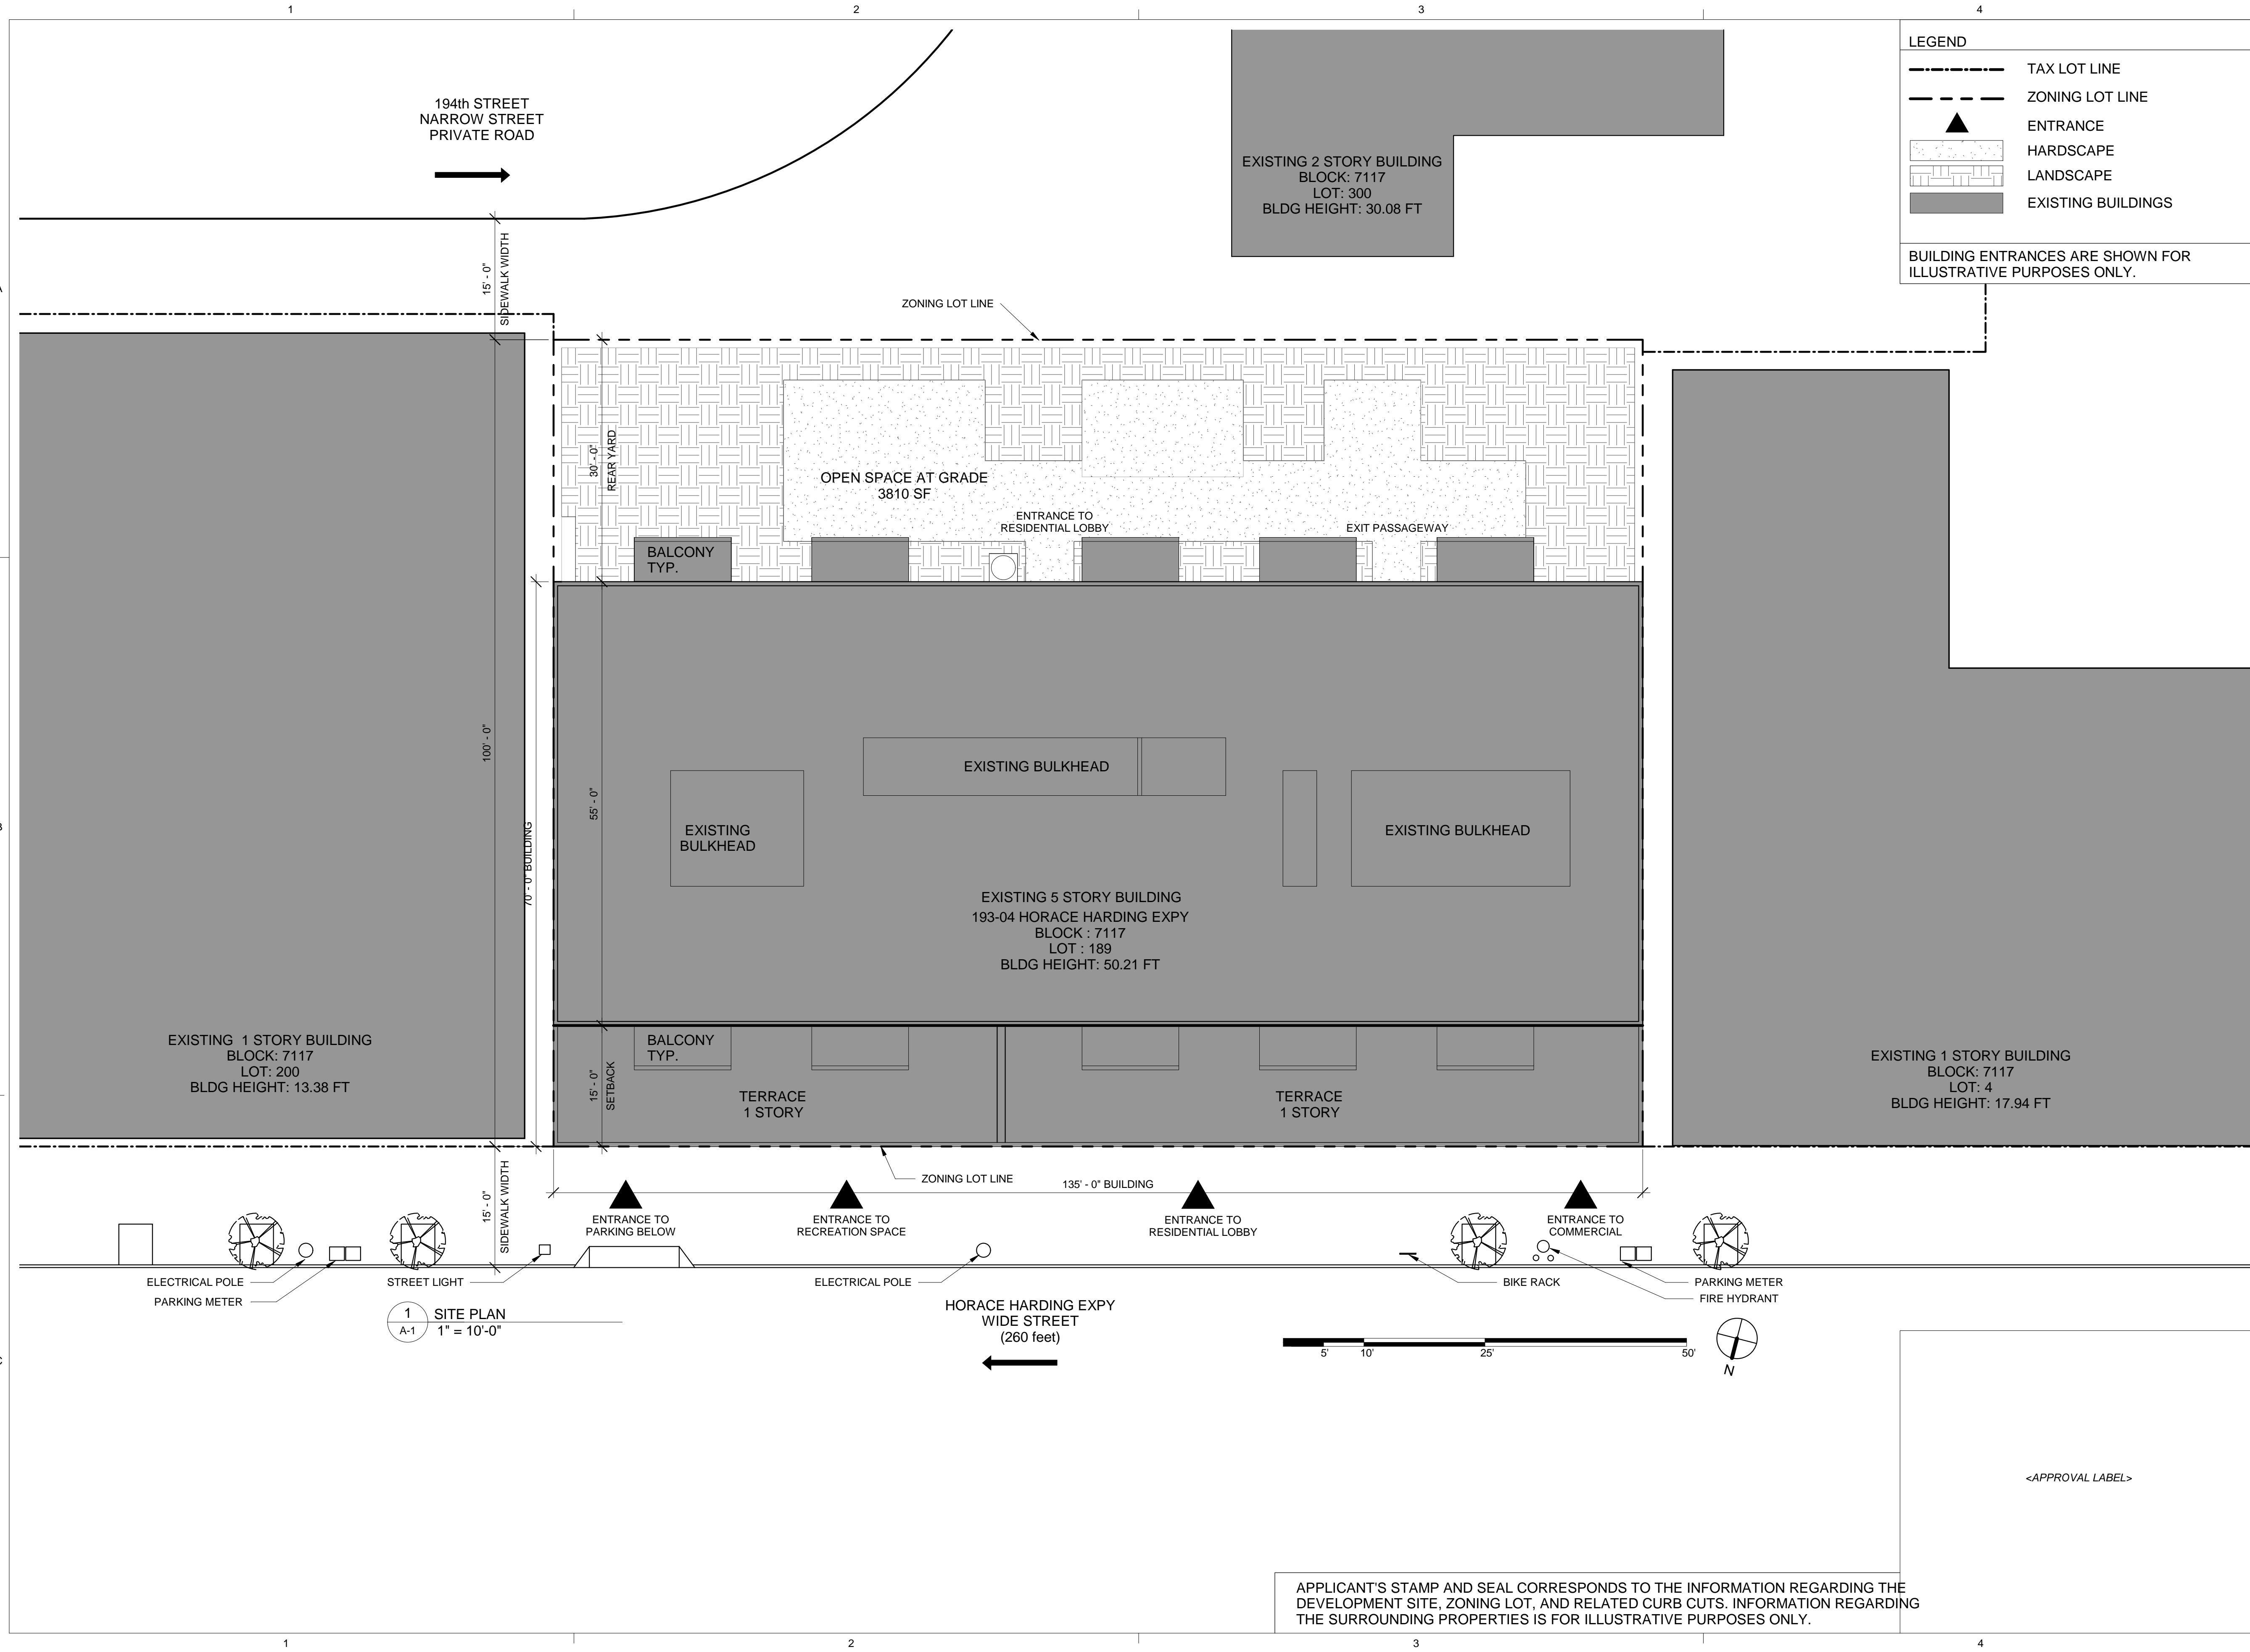 1
2
3
4
LEGEND
TAX LOT LINE
ZONING LOT LINE
ENTRANCE
HARDSCAPE
LANDSCAPE
EXISTING BUILDINGS
BUILDING ENTRANCES ARE SHOWN FOR
ILLUSTRATIVE PURPOSES ONLY.
194th STREET
NARROW STREET
PRIVATE ROAD
EXISTING 2 STORY BUILDING
BLOCK: 7117
LOT: 300
BLDG HEIGHT: 30.08 FT
15' - 0"
SIDEWALK WIDTH
ZONING LOT LINE
30' - 0"
REAR YARD
OPEN SPACE AT GRADE
3810 SF
ENTRANCE TO
RESIDENTIAL LOBBY
EXIT PASSAGEWAY
BALCONY
TYP.
100' - 0"
70' - 0" BUILDING
55' - 0"
EXISTING BULKHEAD
EXISTING
BULKHEAD
EXISTING BULKHEAD
B
EXISTING 5 STORY BUILDING
193-04 HORACE HARDING EXPY
BLOCK : 7117
LOT : 189
BLDG HEIGHT: 50.21 FT
EXISTING 1 STORY BUILDING
BLOCK: 7117
LOT: 200
BLDG HEIGHT: 13.38 FT
BALCONY
TYP.
15' - 0"
SETBACK
TERRACE
1 STORY
TERRACE
1 STORY
EXISTING 1 STORY BUILDING
BLOCK: 7117
LOT: 4
BLDG HEIGHT: 17.94 FT
15' - 0"
SIDEWALK WIDTH
ZONING LOT LINE
135' - 0" BUILDING
ENTRANCE TO
PARKING BELOW
ENTRANCE TO
RECREATION SPACE
ENTRANCE TO
RESIDENTIAL LOBBY
ENTRANCE TO
COMMERCIAL
ELECTRICAL POLE
PARKING METER
STREET LIGHT
ELECTRICAL POLE
BIKE RACK
PARKING METER
FIRE HYDRANT
1
A-1
SITE PLAN
1" = 10'-0"
HORACE HARDING EXPY
WIDE STREET
(260 feet)
5'
10'
25'
50'
N
C
<APPROVAL LABEL>
APPLICANT'S STAMP AND SEAL CORRESPONDS TO THE INFORMATION REGARDING THE
DEVELOPMENT SITE, ZONING LOT, AND RELATED CURB CUTS. INFORMATION REGARDING
THE SURROUNDING PROPERTIES IS FOR ILLUSTRATIVE PURPOSES ONLY.
1
2
3
4